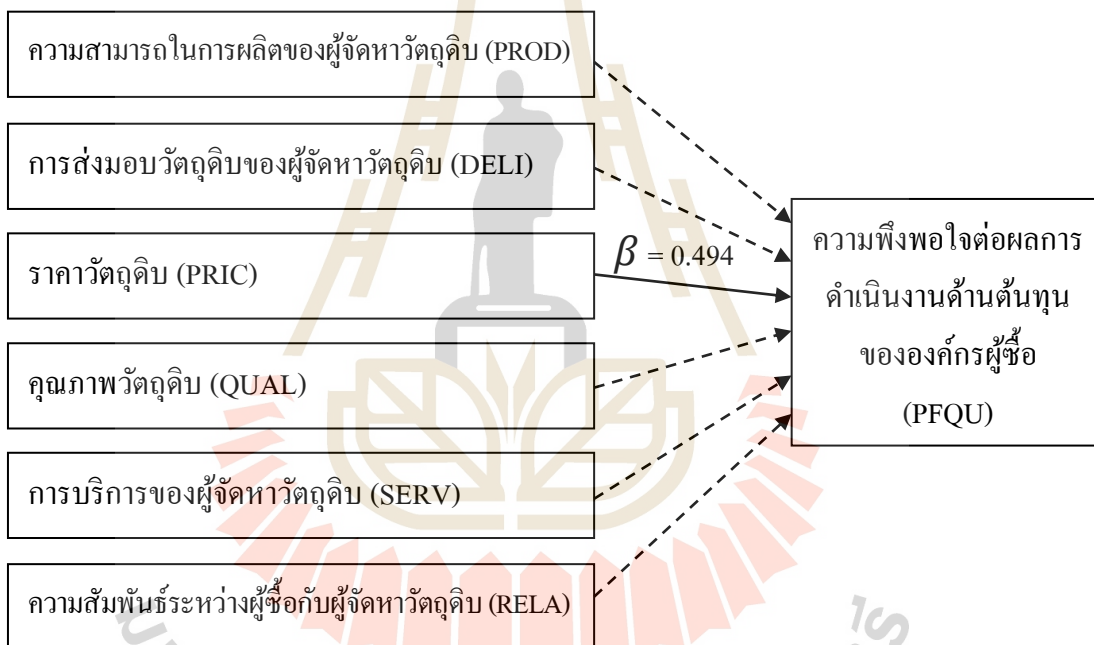 ความสามารถในการผลิตของผู้จัดหาวัตถุดิบ (PROD)
การส่งมอบวัตถุดิบของผู้จัดหาวัตถุดิบ (DELI)
ราคาวัตถุดิบ (PRIC)
คุณภาพวัตถุดิบ (QUAL)
การบริการของผู้จัดหาวัตถุดิบ (SERV)
ความสัมพันธ์ระหว่างผู้ซื้อกับผู้จัดหาวัตถุดิบ (RELA)
β = 0.494
ความพึงพอใจต่อผลการ
ดำเนินงานด้านต้นทุน
ขององค์กรผู้ซื้อ
(PFQU)